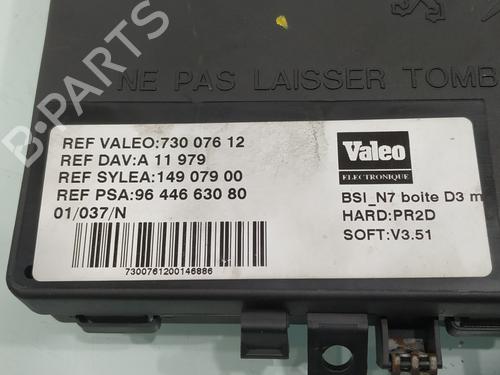 NE PAS LAISSER TOMB
REF VALEO:730 076 12
REF DAV:A 11 979
REF SYLEA:149 079 00
REF PSA:96 446 630 80
01/037/N
7300761200146886
Valeo
ELECTRONIQUE
BSI_N7 boite D3 m
HARD:PR2D
SOFT:V3.51
B-PARTS